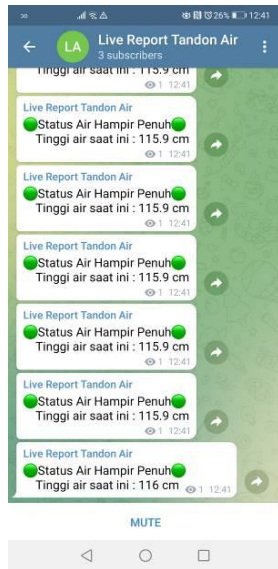 26% 12:41
LA
Live Report Tandon Air
3 subscribers
Tinggi air saat ini : 115.9 cm
1 12:41
Live Report Tandon Air
Status Air Hampir Penuh
Tinggi air saat ini : 115.9 cm
1 12:41
Live Report Tandon Air
Status Air Hampir Penuh
Tinggi air saat ini : 115.9 cm
1 12:41
Live Report Tandon Air
Status Air Hampir Penuh
Tinggi air saat ini : 115.9 cm
1 12:41
Live Report Tandon Air
Status Air Hampir Penuh
Tinggi air saat ini : 115.9 cm
1 12:41
Live Report Tandon Air
Status Air Hampir Penuh
Tinggi air saat ini : 115.9 cm
1 12:41
Live Report Tandon Air
Status Air Hampir Penuh
Tinggi air saat ini : 116 cm
1 12:41
MUTE